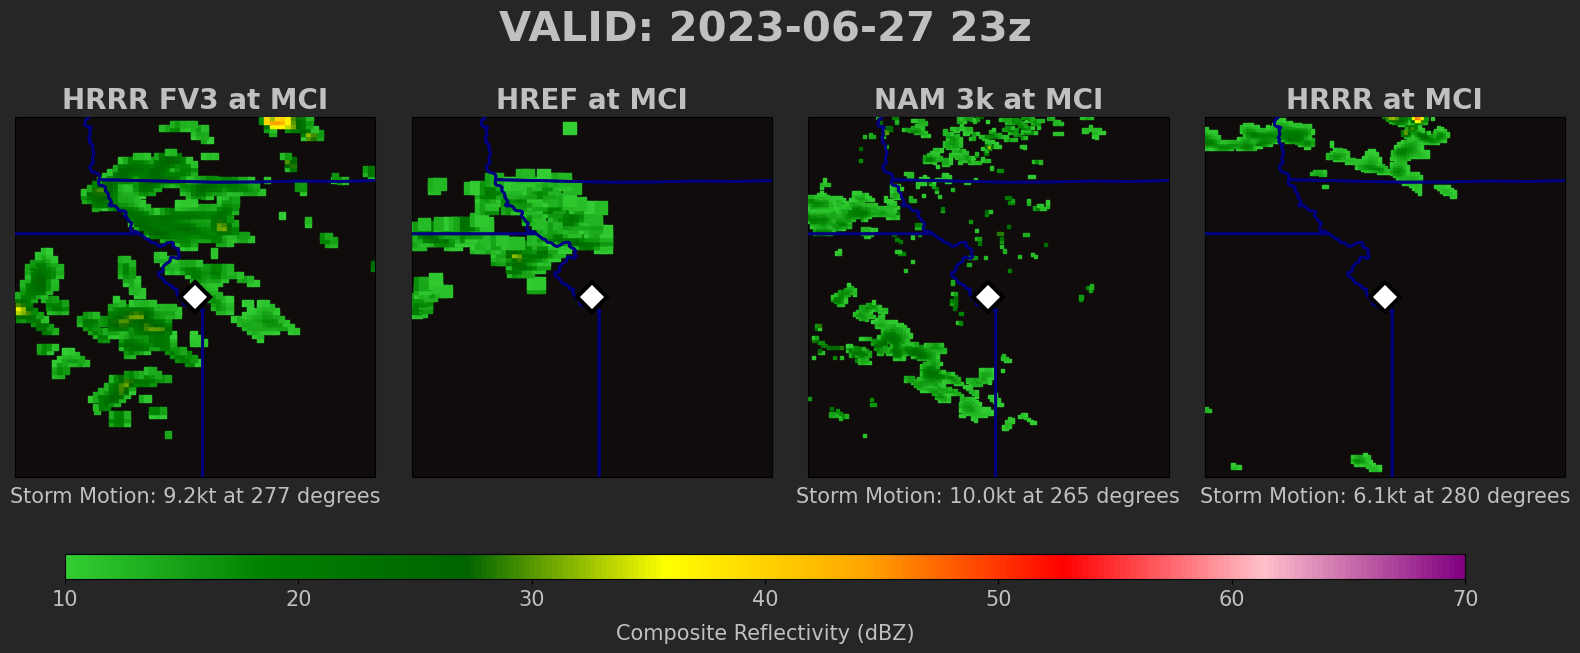 VALID: 2023-06-27 23z
HRRR FV3 at MCI
HREF at MCI
NAM 3k at MCI
HRRR at MCI
Storm Motion: 9.2kt at 277 degrees
Storm Motion: 10.0kt at 265 degrees
Storm Motion: 6.1kt at 280 degrees
10 20 30 40 50 60 70
Composite Reflectivity (dBZ)